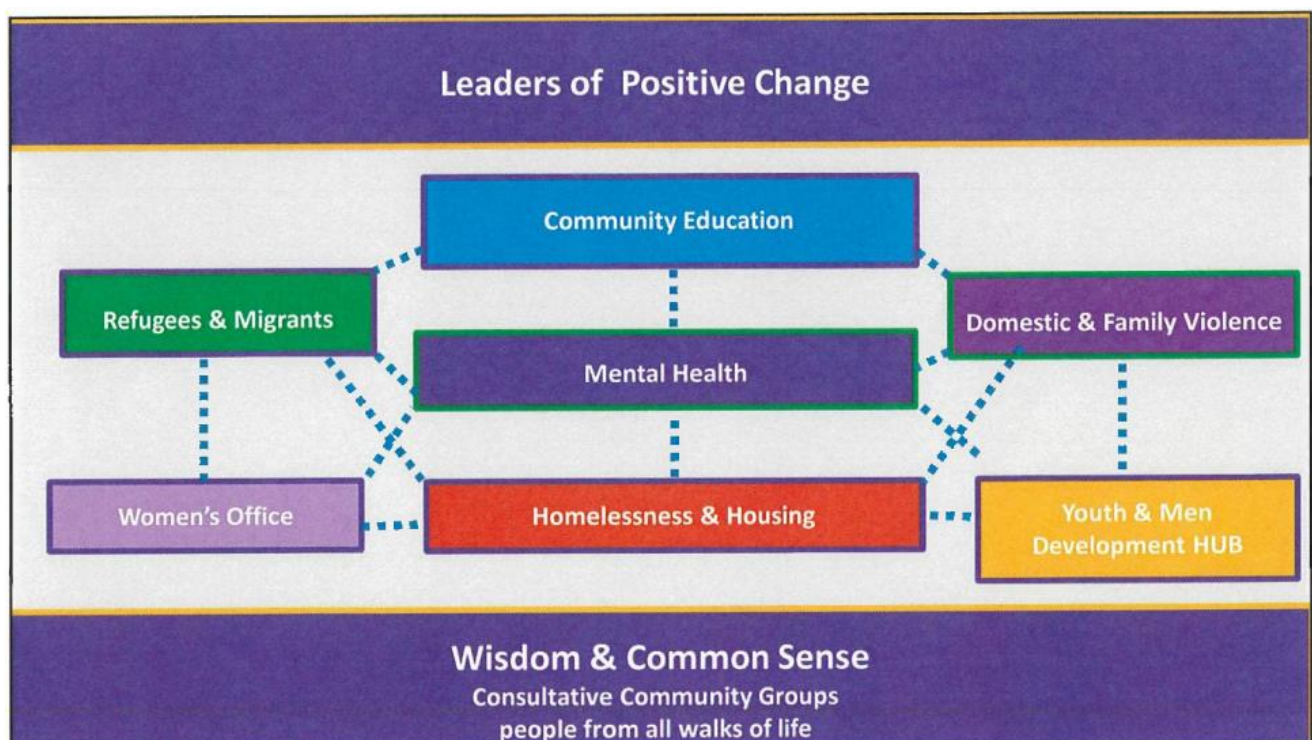 Leaders of Positive Change
Community Education
Refugees & Migrants
Domestic & Family Violence
Mental Health
Women's Office
Homelessness & Housing
Youth & Men
Development HUB
Wisdom & Common Sense
Consultative Community Groups
people from all walks of life